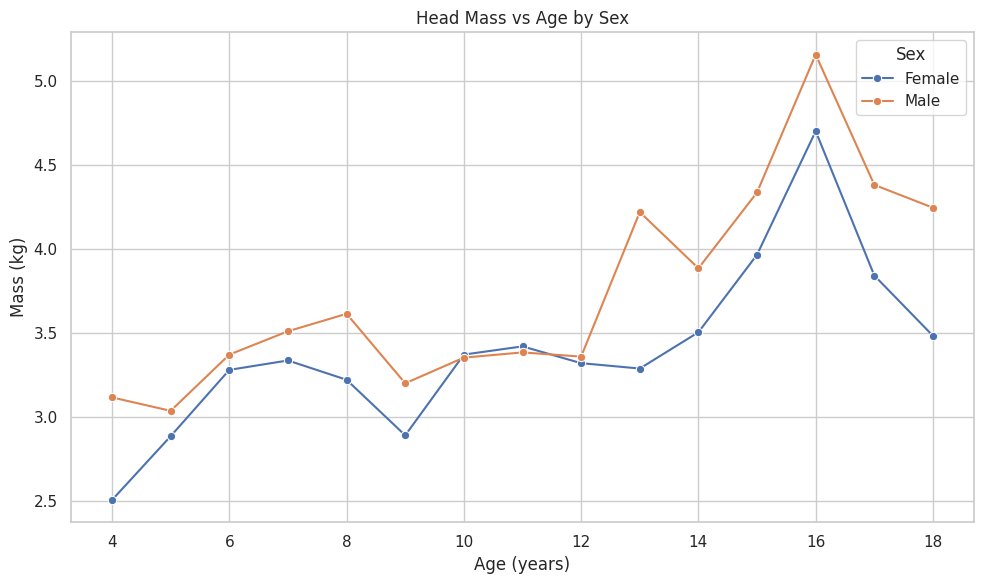 Head Mass vs Age by Sex
Sex
Female
Male
Mass (kg)
5.0
4.5
4.0
3.5
3.0
2.5
4 6 8 10 12 14 16 18
Age (years)